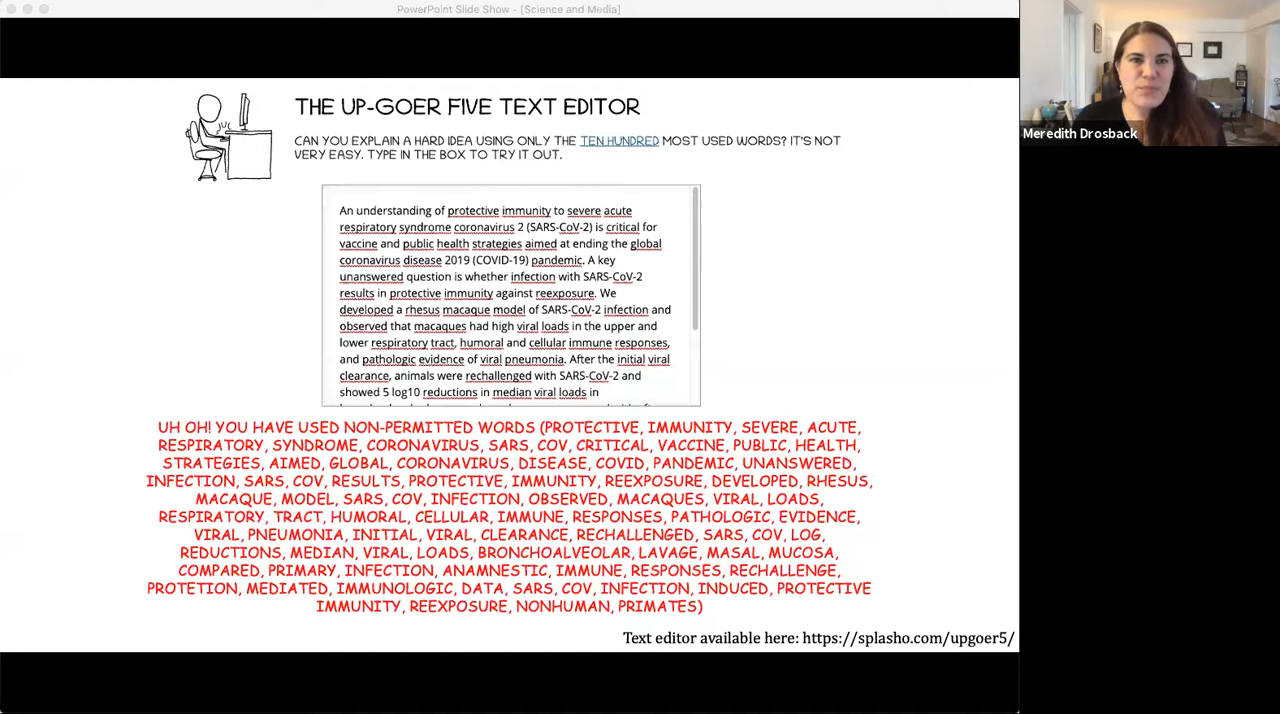 PowerPoint Slide Show - [Science and Media]
THE UP-GOER FIVE TEXT EDITOR
CAN YOU EXPLAIN A HARD IDEA USING ONLY THE TEN HUNDRED MOST USED WORDS? IT'S NOT
VERY EASY. TYPE IN THE BOX TO TRY IT OUT.
An understanding of protective immunity to severe acute
respiratory syndrome coronavirus 2 (SARS-CoV-2) is critical for
vaccine and public health strategies aimed at ending the global
coronavirus disease 2019 (COVID-19) pandemic. A key
unanswered question is whether infection with SARS-CoV-2
results in protective immunity against reexposure. We
developed a rhesus macaque model of SARS-CoV-2 infection and
observed that macaques had high viral loads in the upper and
lower respiratory tract, humoral and cellular immune responses,
and pathologic evidence of viral pneumonia. After the initial viral
clearance, animals were rechallenged with SARS-CoV-2 and
showed 5 log10 reductions in median viral loads in
UH OH! YOU HAVE USED NON-PERMITTED WORDS (PROTECTIVE, IMMUNITY, SEVERE, ACUTE,
RESPIRATORY, SYNDROME, CORONAVIRUS, SARS, COV, CRITICAL, VACCINE, PUBLIC, HEALTH,
STRATEGIES, AIMED, GLOBAL, CORONAVIRUS, DISEASE, COVID, PANDEMIC, UNANSWERED,
INFECTION, SARS, COV, RESULTS, PROTECTIVE, IMMUNITY, REEXPOSURE, DEVELOPED, RHESUS,
MACAQUE, MODEL, SARS, COV, INFECTION, OBSERVED, MACAQUES, VIRAL, LOADS,
RESPIRATORY, TRACT, HUMORAL, CELLULAR, IMMUNE, RESPONSES, PATHOLOGIC, EVIDENCE,
VIRAL, PNEUMONIA, INITIAL, VIRAL, CLEARANCE, RECHALLENGED, SARS, COV, LOG,
REDUCTIONS, MEDIAN, VIRAL, LOADS, BRONCHOALVEOLAR, LAVAGE, MASAL, MUCOSA,
COMPARED, PRIMARY, INFECTION, ANAMNESTIC, IMMUNE, RESPONSES, RECHALLENGE,
PROTETION, MEDIATED, IMMUNOLOGIC, DATA, SARS, COV, INFECTION, INDUCED, PROTECTIVE
IMMUNITY, REEXPOSURE, NONHUMAN, PRIMATES)
Text editor available here: https://splasho.com/upgoer5/
Meredith Drosback